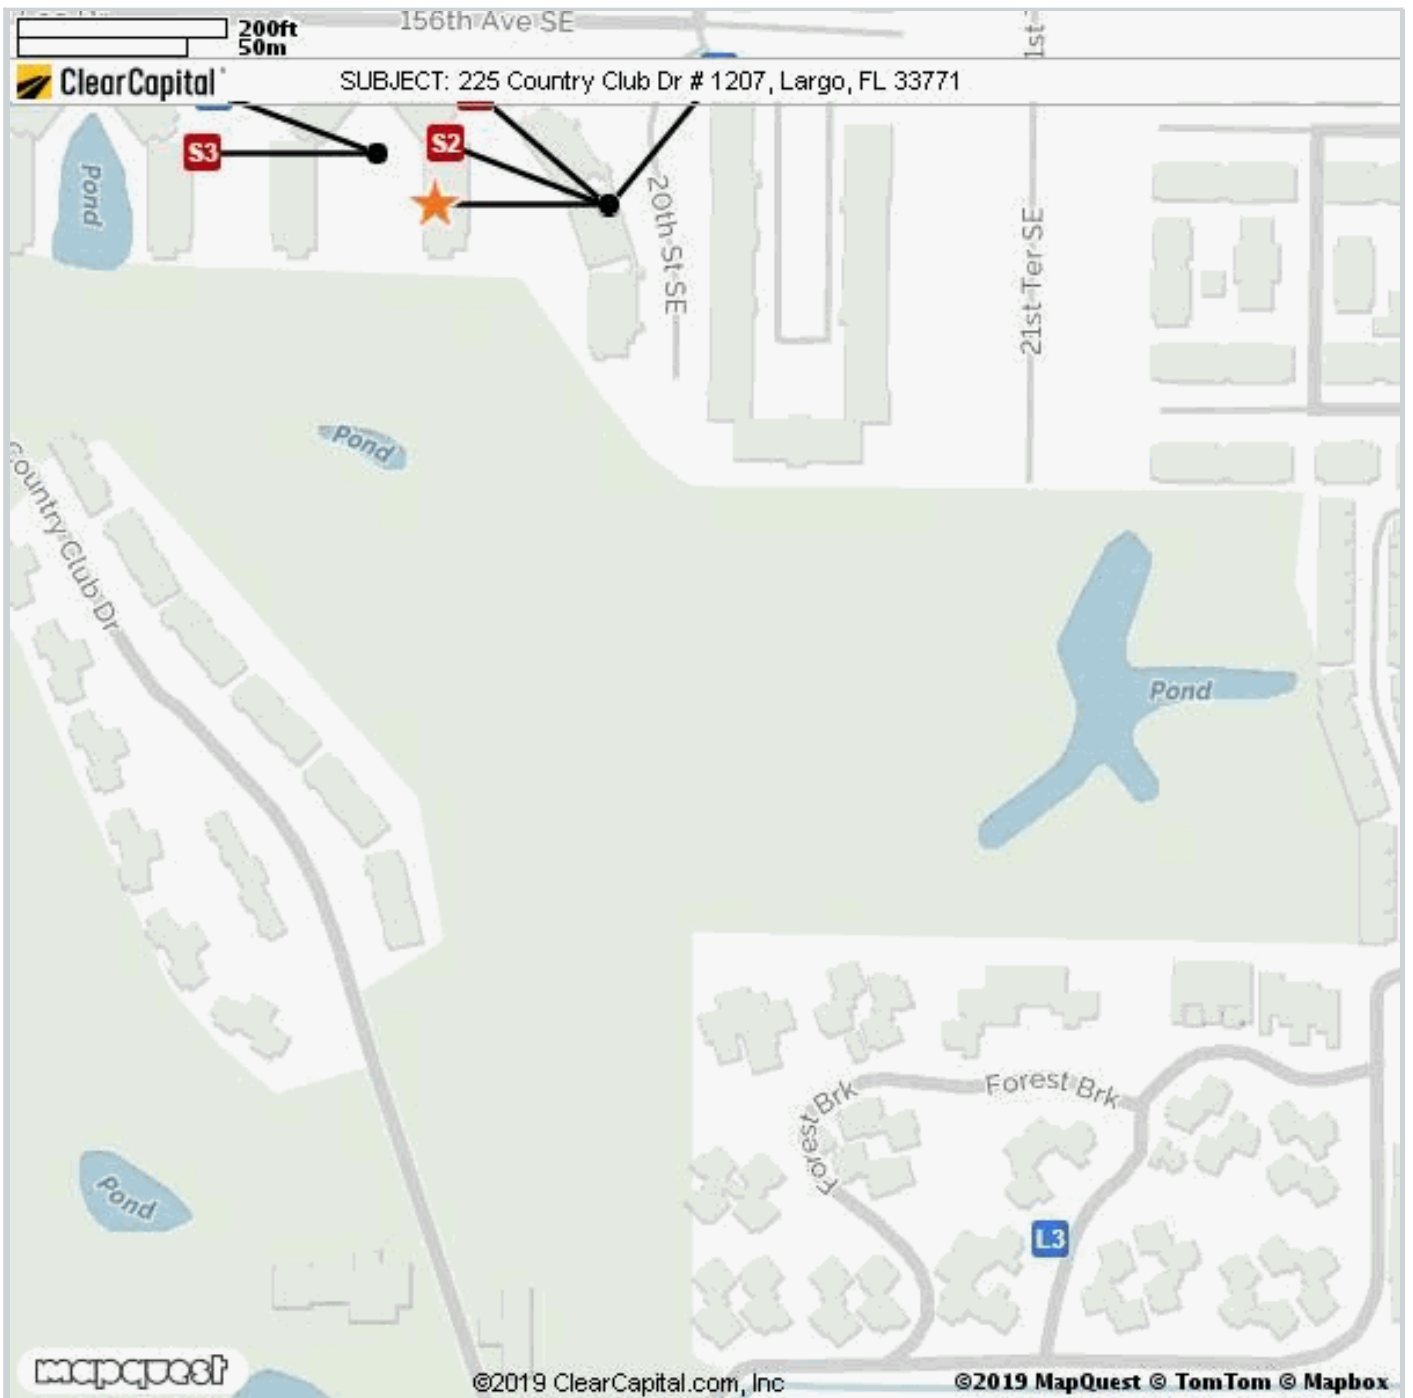 200ft
50m
156th Ave SE
1st
ClearCapital
SUBJECT: 225 Country Club Dr # 1207, Largo, FL 33771
S3
S2
Pond
20th St SE
21st Ter SE
Pond
Country Club Dr
Pond
Forest Brk
Forest Brk
Pond
L3
mapquest
©2019 ClearCapital.com, Inc
©2019 MapQuest © TomTom © Mapbox